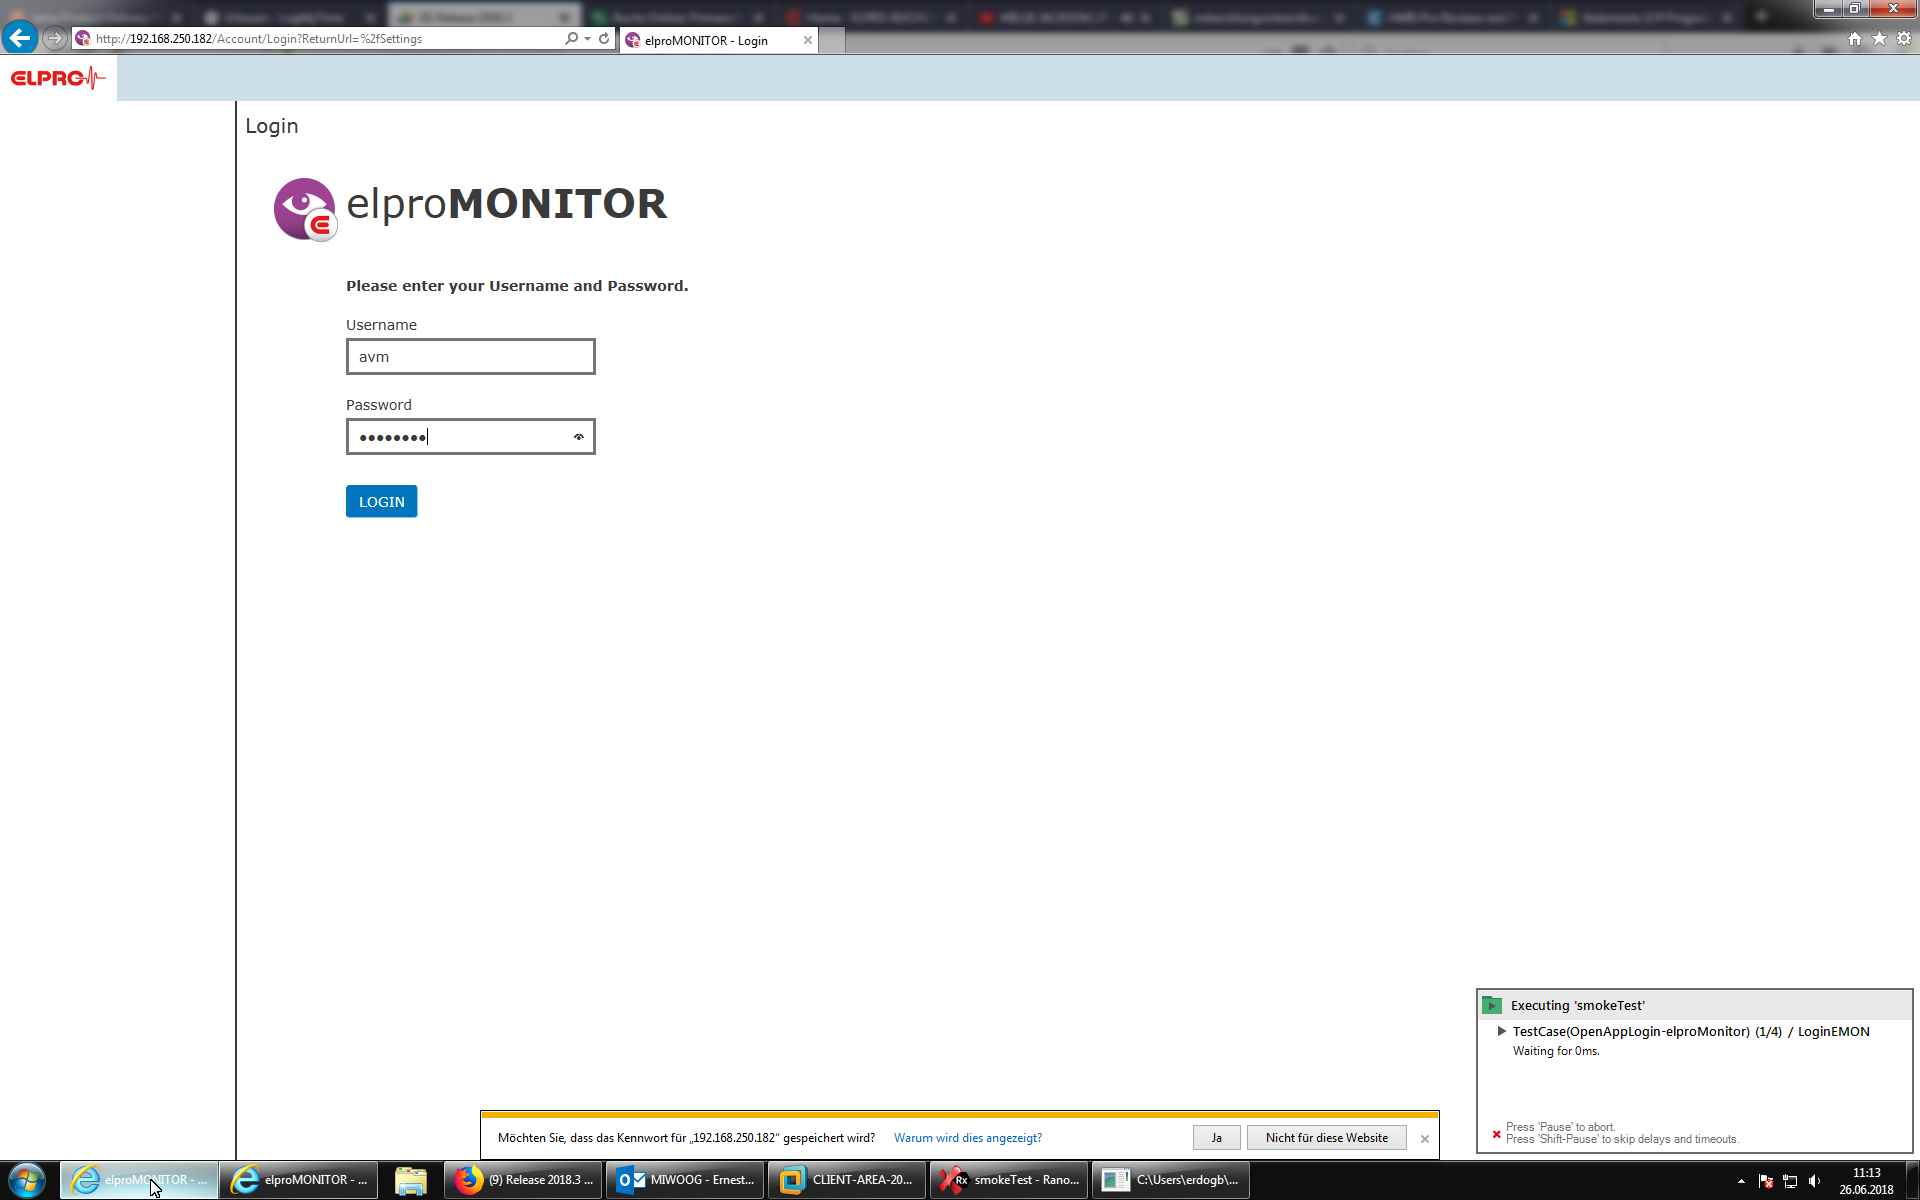 http://192.168.250.182/Account/Login?ReturnUrl=%2fSettings
elproMONITOR - Login
ELPRO
Login
elproMONITOR
Please enter your Username and Password.
Username
avm
Password
LOGIN
Executing 'smokeTest'
TestCase(OpenAppLogin-elproMonitor) (1/4) / LoginEMON
Waiting for 0ms.
Press 'Pause' to abort.
Press 'Shift-Pause' to skip delays and timeouts.
Möchten Sie, dass das Kennwort für „192.168.250.182“ gespeichert wird? Warum wird dies angezeigt? Ja Nicht für diese Website
elproMONITOR - ... elproMONITOR - ... (9) Release 2018.3 ... MIWOOG - Ernest... CLIENT-AREA-20... smokeTest - Rano... C:\Users\erdogb\...
11:13
26.06.2018